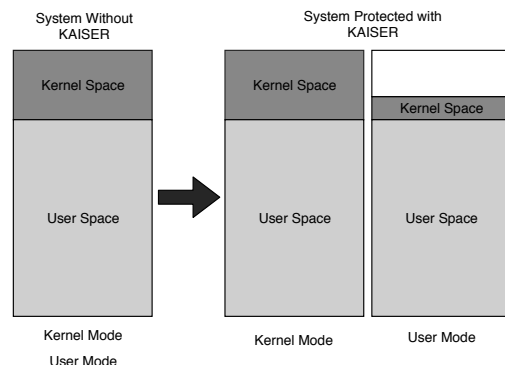 System Without
KAISER
System Protected with
KAISER
Kernel Space
Kernel Space
Kernel Space
User Space
User Space
User Space
Kernel Mode
User Mode
Kernel Mode
User Mode